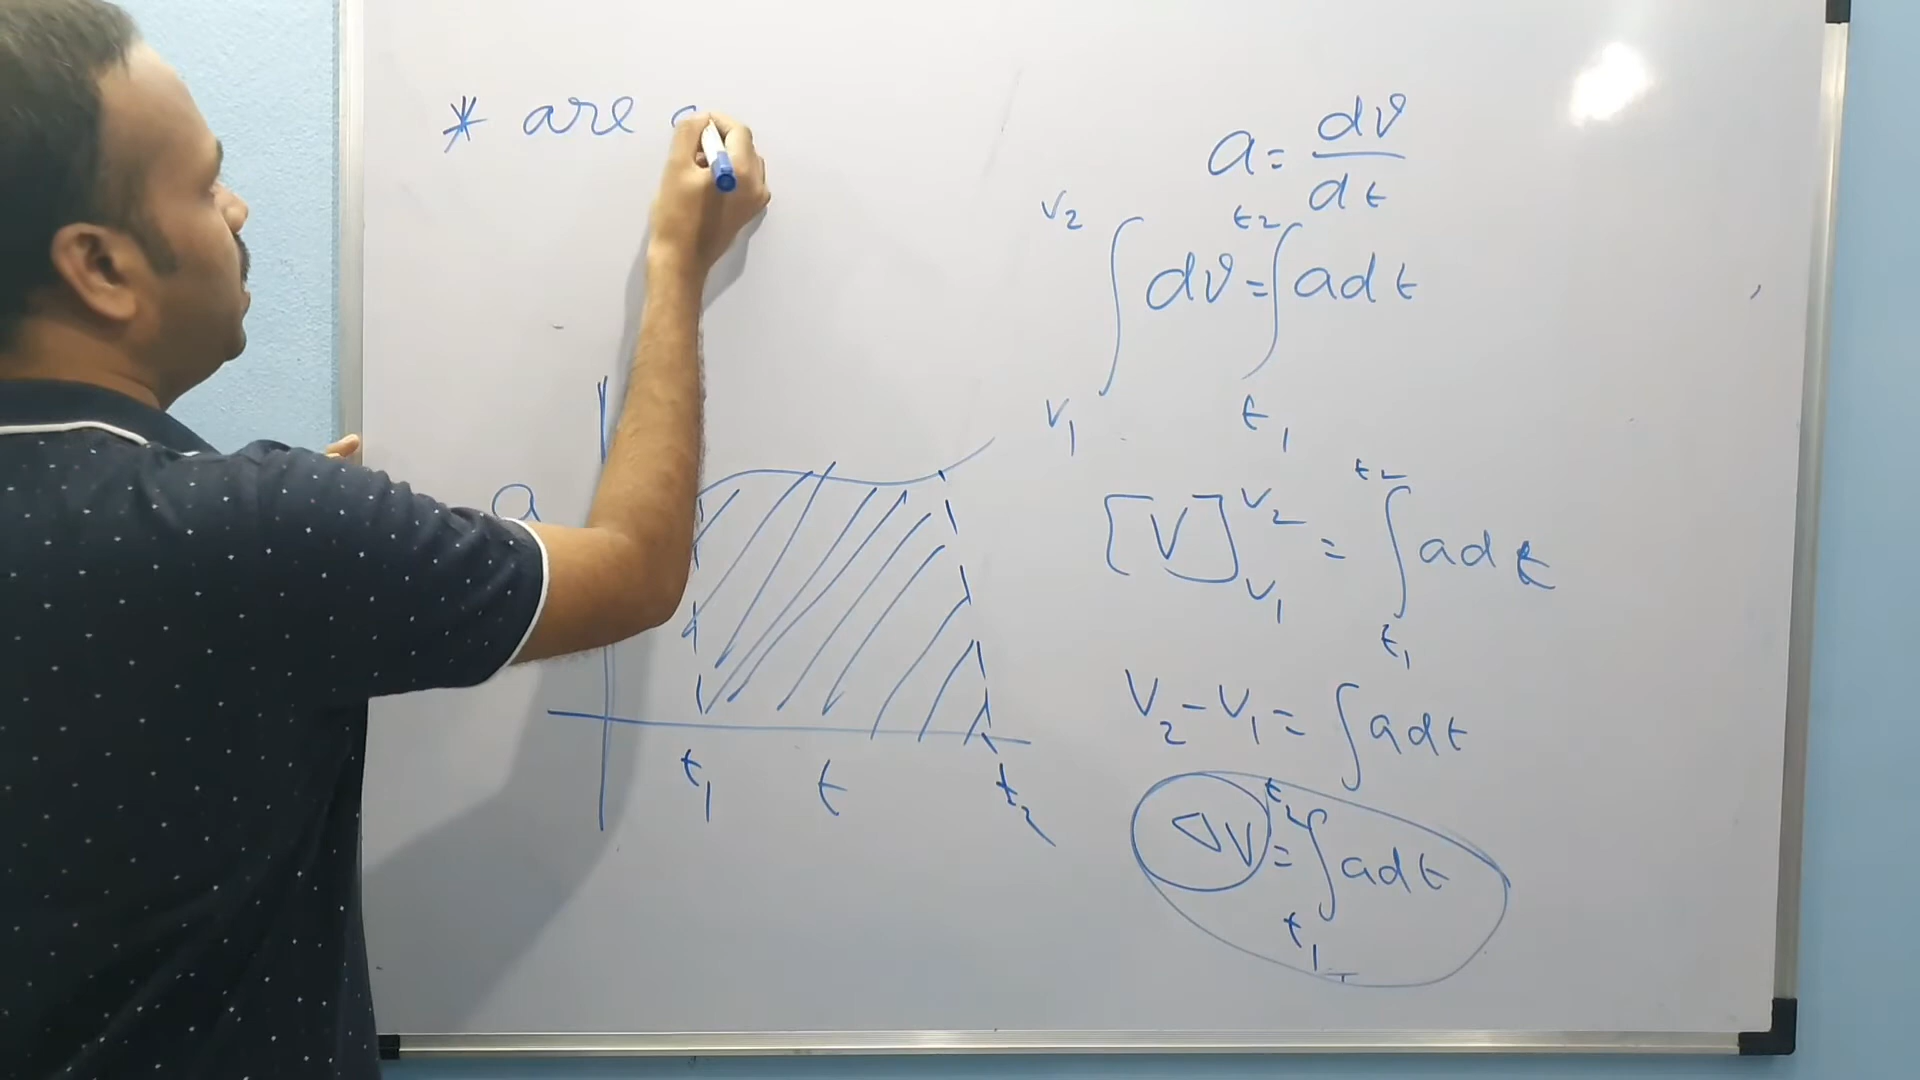 * are a
a
t1 t t2
a = dv/dt
∫_{v1}^{v2} dv = ∫_{t1}^{t2} a dt
[V]_{V1}^{V2} = ∫_{t1}^{t2} a dt
V2 - V1 = ∫ a dt
∇V = ∫_{t1}^{t2} a dt